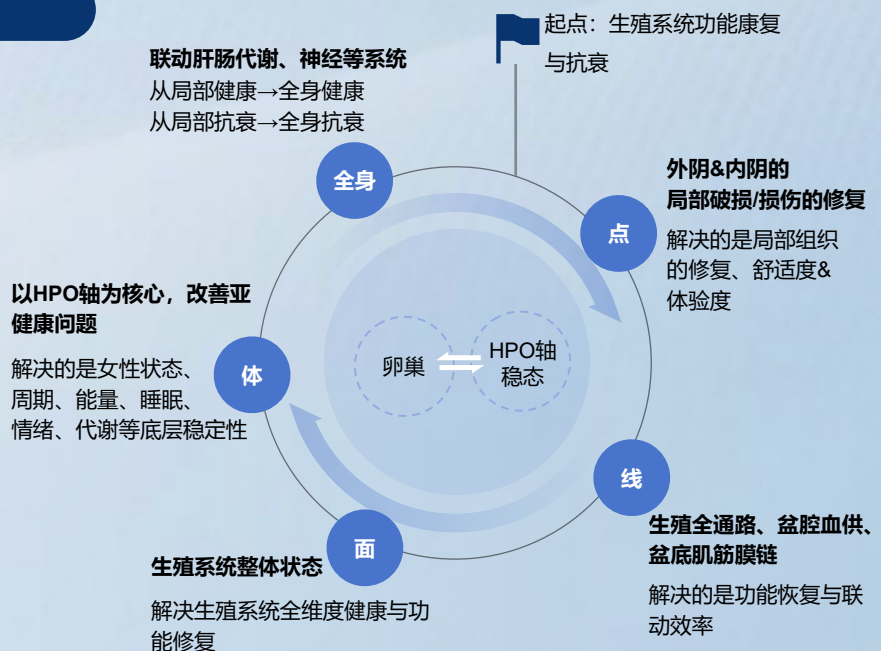 起点：生殖系统功能康复
与抗衰
联动肝肠代谢、神经等系统
从局部健康→全身健康
从局部抗衰→全身抗衰
全身
外阴&内阴的
局部破损/损伤的修复
点
解决的是局部组织
的修复、舒适度&
体验度
以HPO轴为核心，改善亚
健康问题
解决的是女性状态、
周期、能量、睡眠、
情绪、代谢等底层稳定性
体
卵巢
HPO轴
稳态
线
生殖全通路、盆腔血供、
盆底肌筋膜链
解决的是功能恢复与联
动效率
面
生殖系统整体状态
解决生殖系统全维度健康与功
能修复